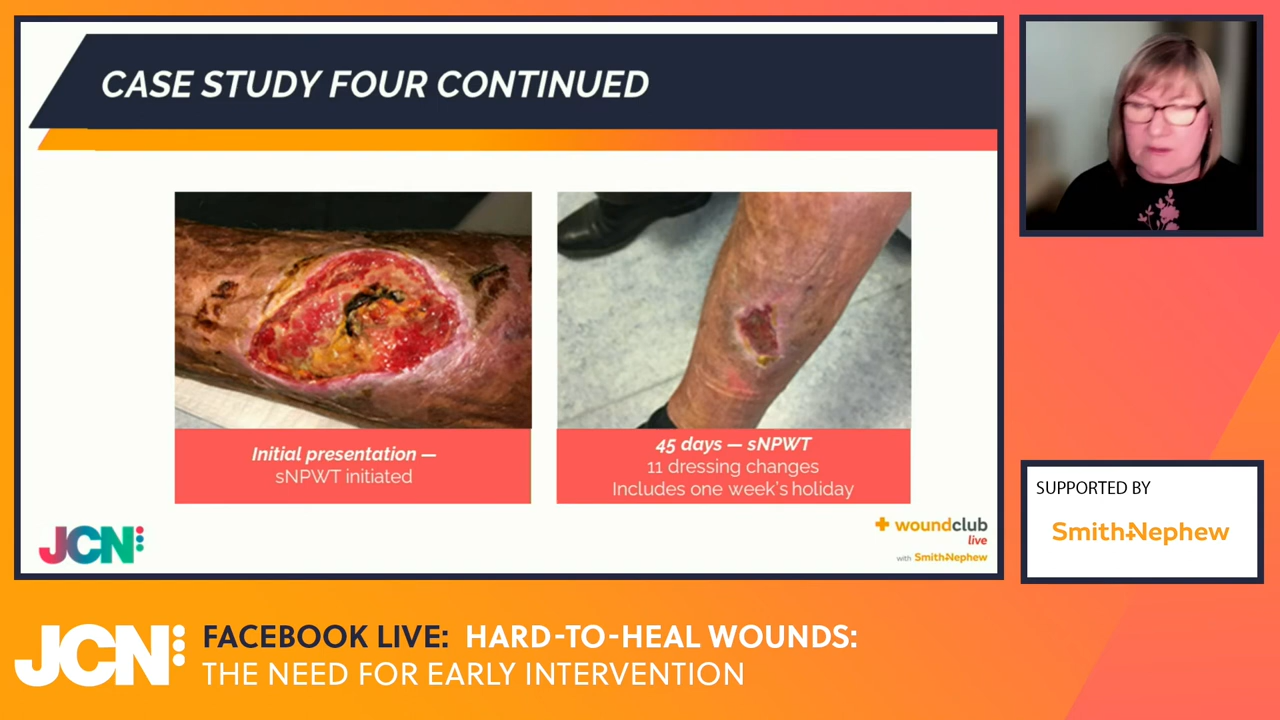 CASE STUDY FOUR CONTINUED
Initial presentation —
sNPWT initiated
45 days — sNPWT
11 dressing changes
Includes one week's holiday
JCN
woundclub
live
with Smith+Nephew
SUPPORTED BY
Smith+Nephew
JCN
FACEBOOK LIVE: HARD-TO-HEAL WOUNDS:
THE NEED FOR EARLY INTERVENTION